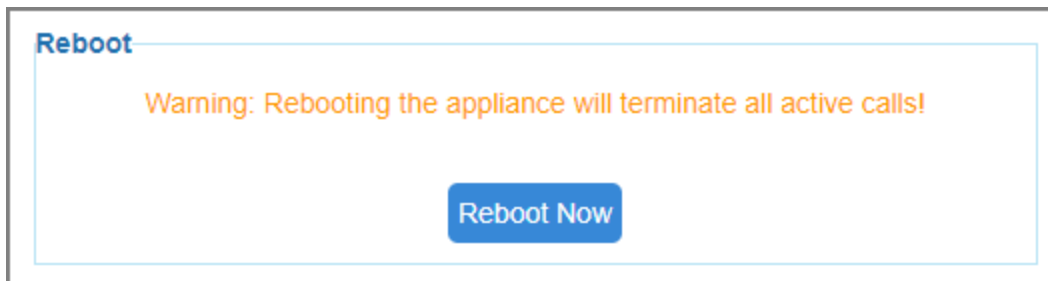 Reboot
Warning: Rebooting the appliance will terminate all active calls!
Reboot Now